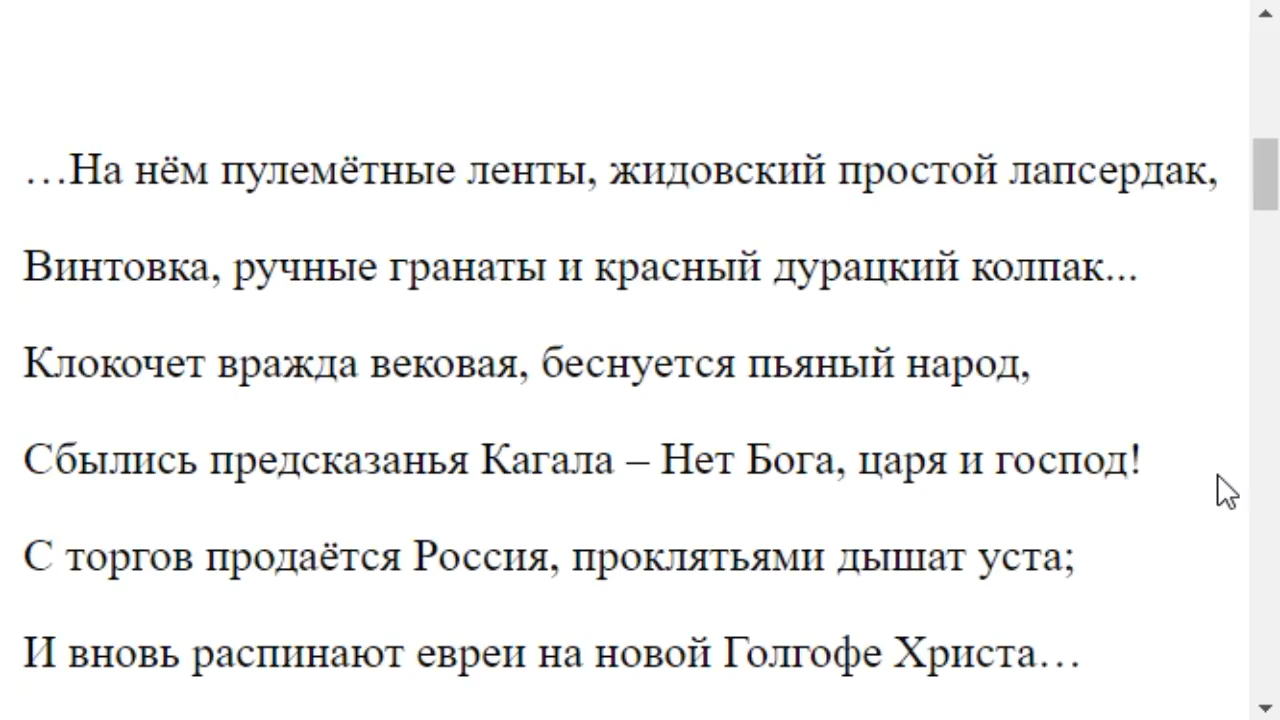 …На нём пулемётные ленты, жидовский простой лапсердак,
Винтовка, ручные гранаты и красный дурацкий колпак...
Клокочет вражда вековая, беснуется пьяный народ,
Сбылись предсказанья Кагала – Нет Бога, царя и господ!
С торгов продаётся Россия, проклятьями дышат уста;
И вновь распинают евреи на новой Голгофе Христа…